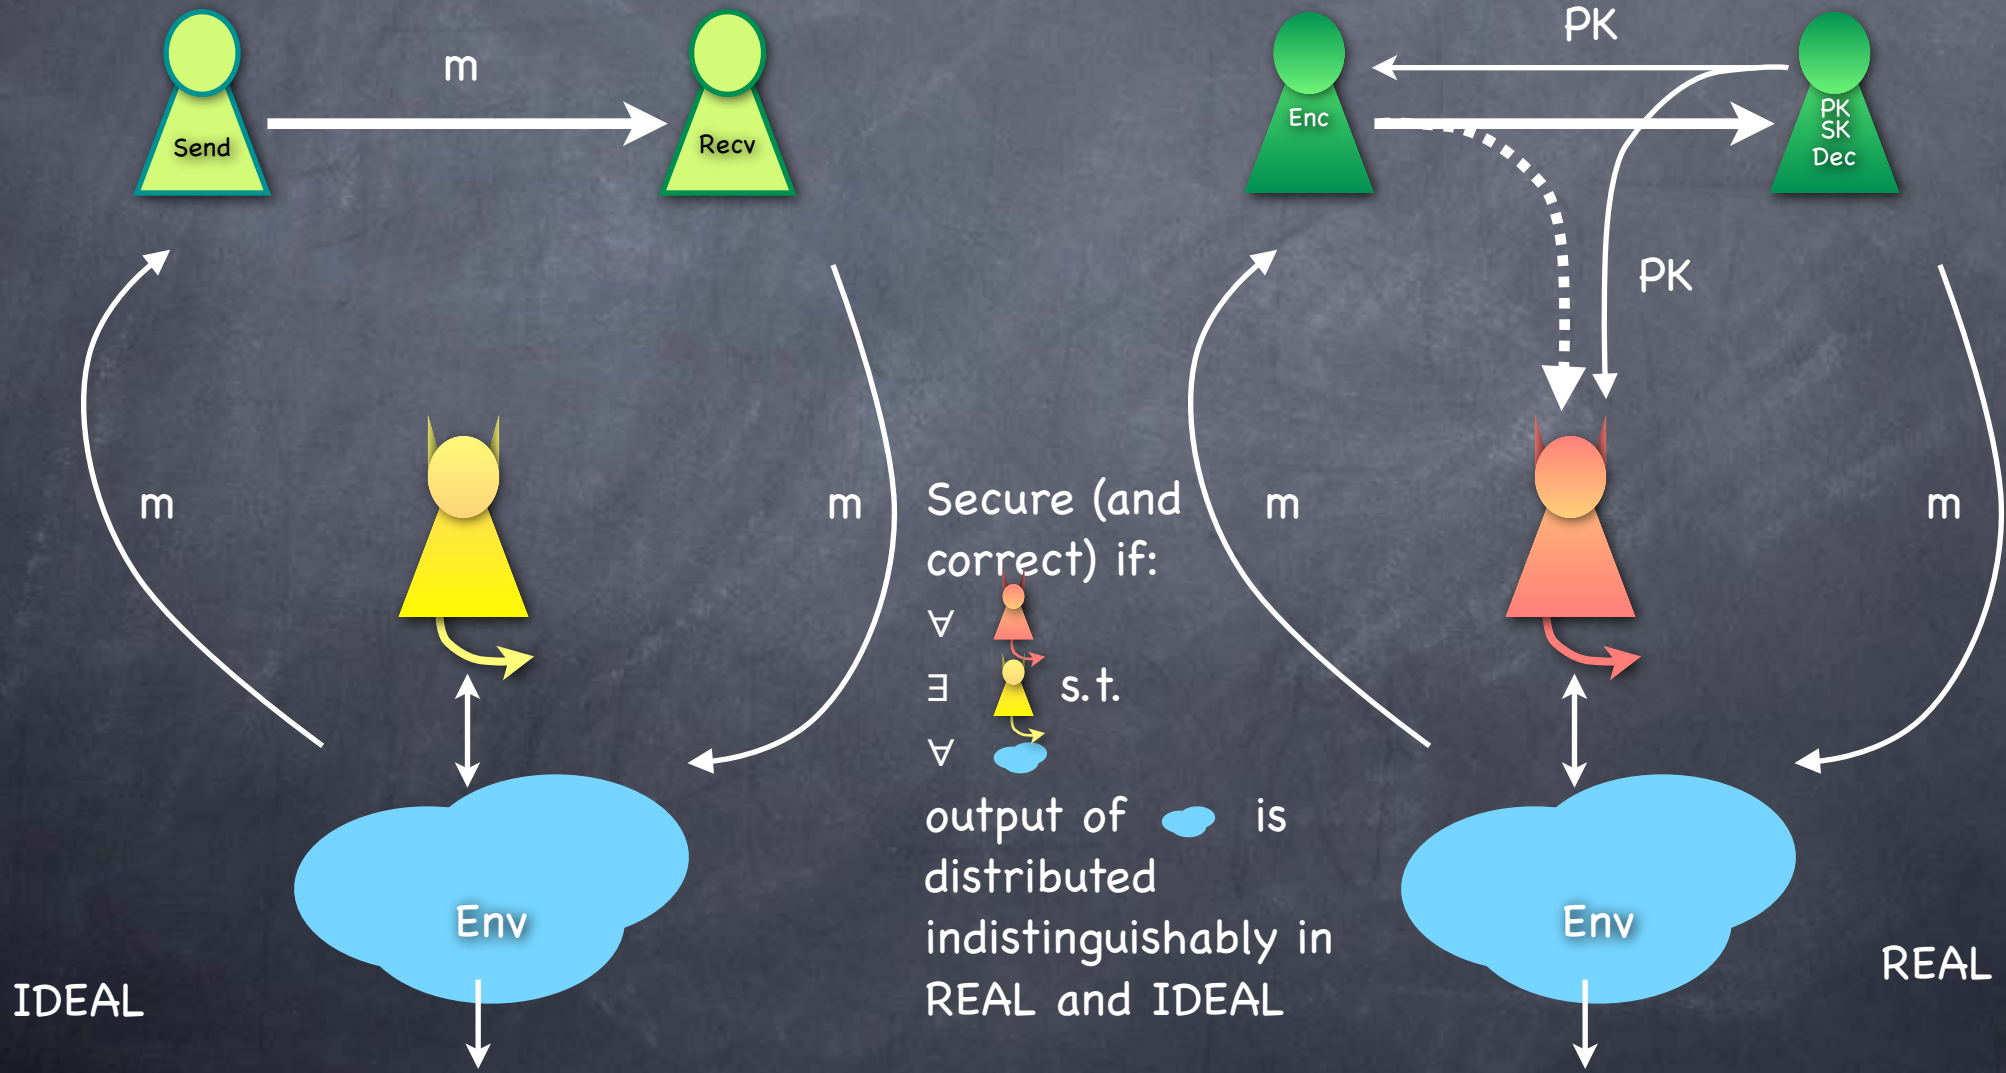 m
Send
Recv
m
m
IDEAL
Env
Secure (and
correct) if:
∀
∃ s.t.
∀
output of is
distributed
indistinguishably in
REAL and IDEAL
PK
Enc
PK
SK
Dec
PK
m
m
Env
REAL